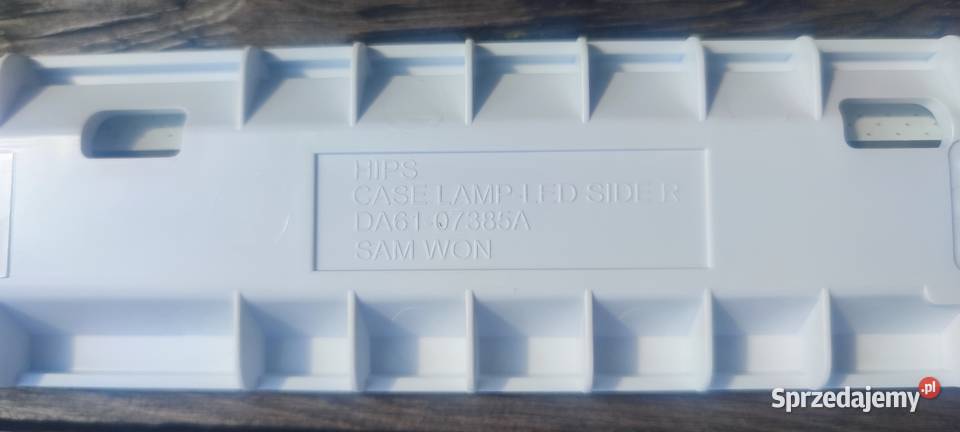 HIPS
CASE LAMP-LED-SIDE R
DA61-07385A
SAM WON
Sprzedajemy.pl